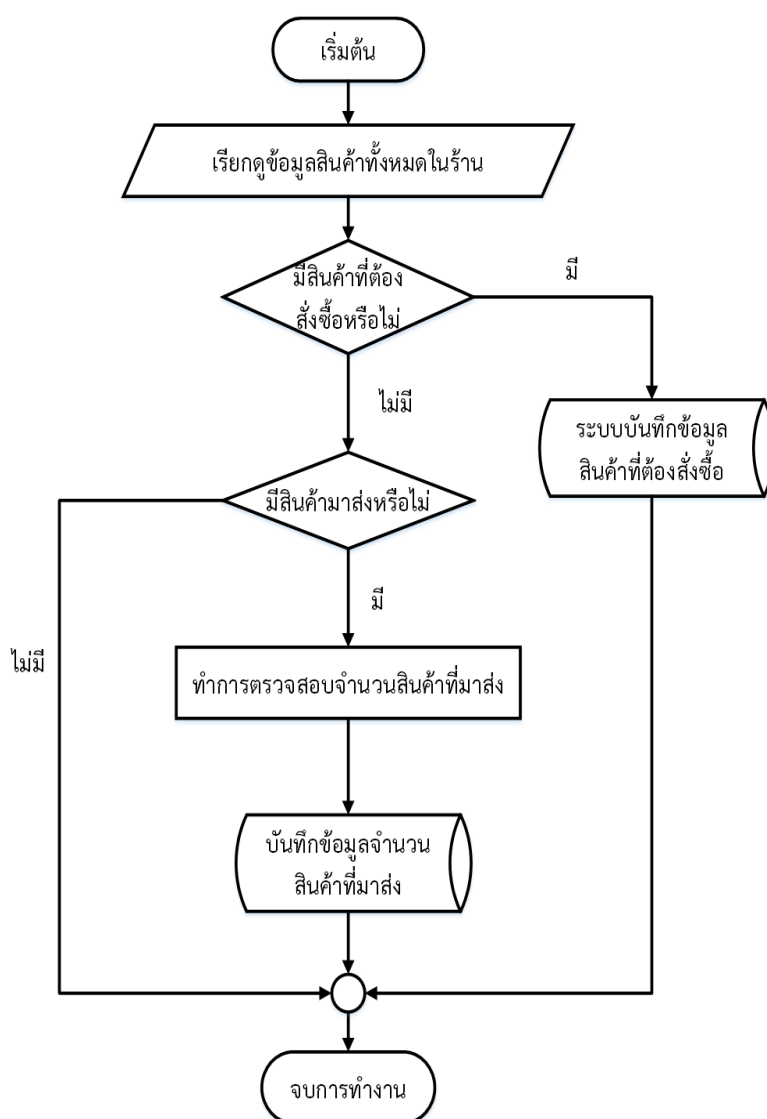 เริ่มต้น
เรียกดูข้อมูลสินค้าทั้งหมดในร้าน
มีสินค้าที่ต้อง
สั่งซื้อหรือไม่
มี
ไม่มี
ระบบบันทึกข้อมูล
สินค้าที่ต้องสั่งซื้อ
มีสินค้ามาส่งหรือไม่
มี
ไม่มี
ทำการตรวจสอบจำนวนสินค้าที่มาส่ง
บันทึกข้อมูลจำนวน
สินค้าที่มาส่ง
จบการทำงาน